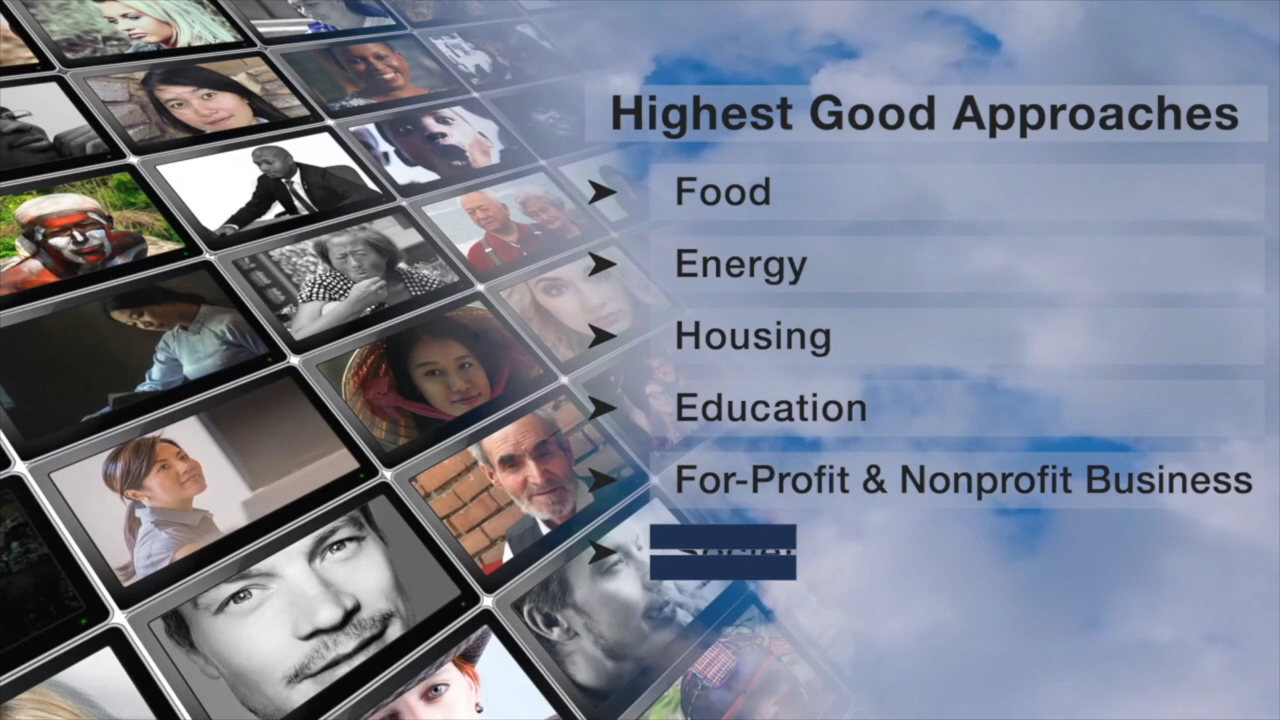 Highest Good Approaches
Food
Energy
Housing
Education
For-Profit & Nonprofit Business